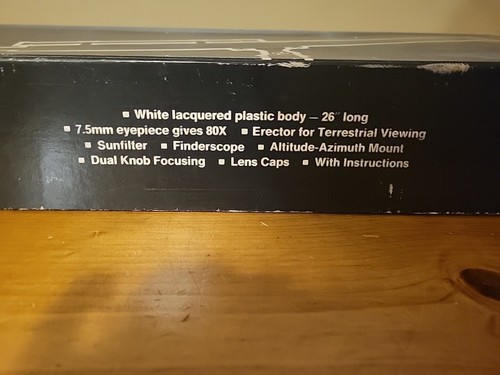 ▪ White lacquered plastic body — 26" long
▪ 7.5mm eyepiece gives 80X ▪ Erector for Terrestrial Viewing
▪ Sunfilter ▪ Finderscope ▪ Altitude-Azimuth Mount
▪ Dual Knob Focusing ▪ Lens Caps ▪ With Instructions